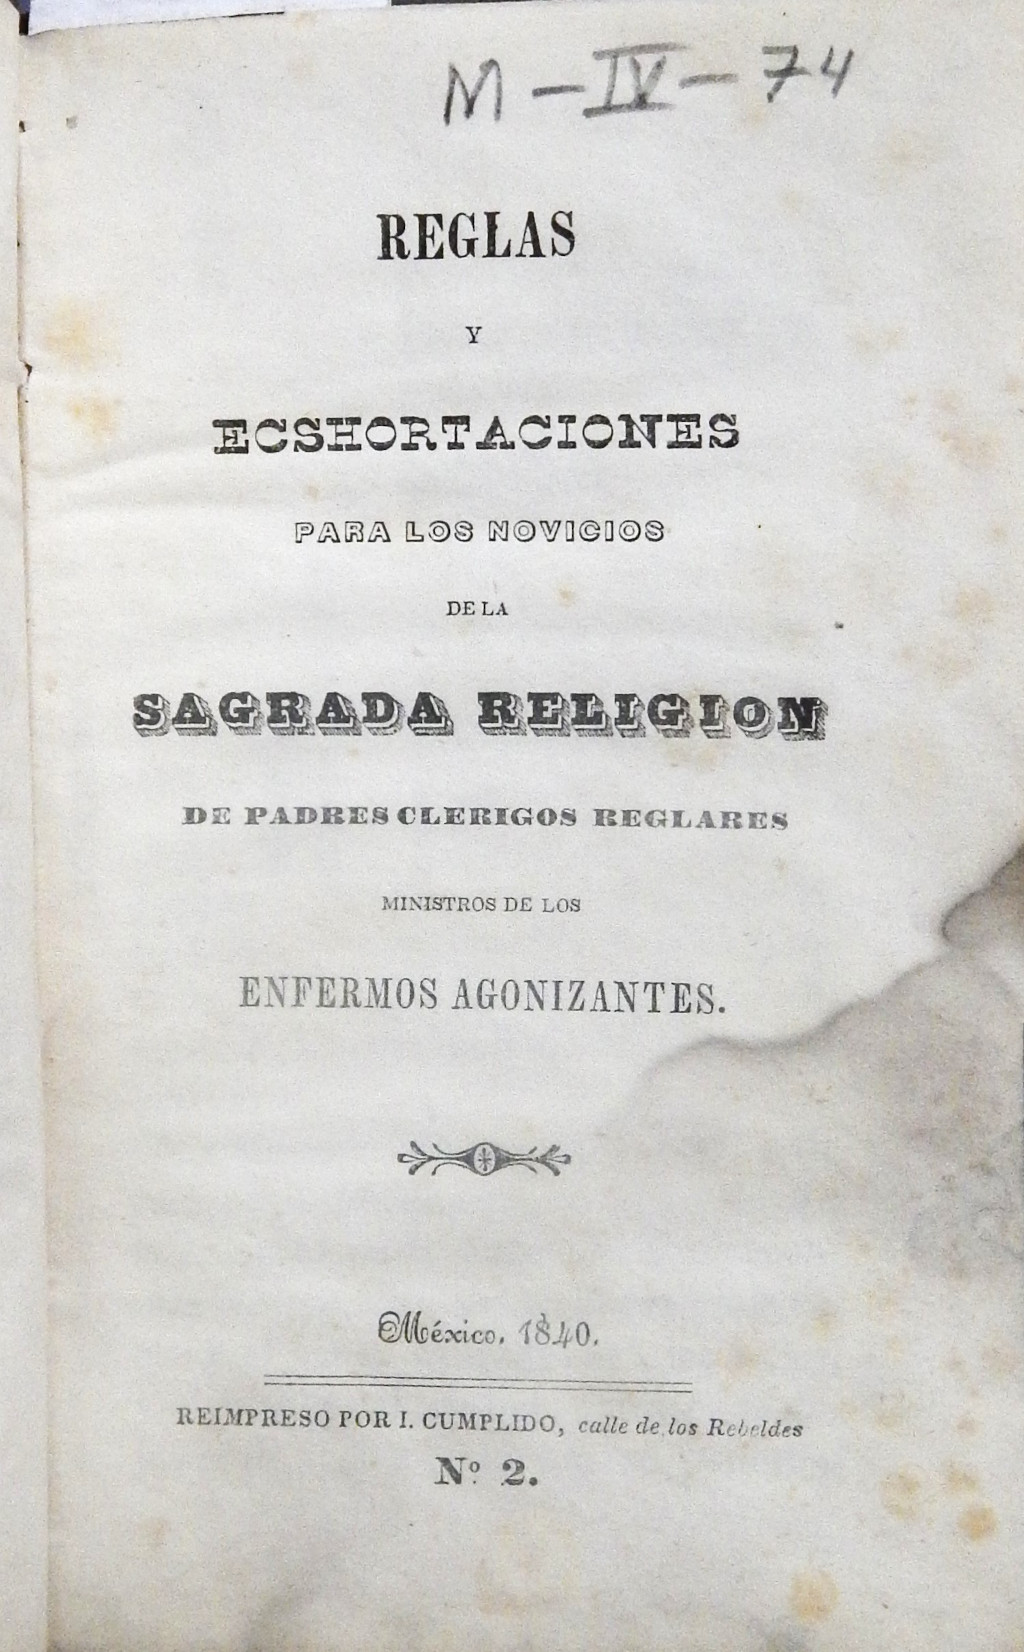 M - IV - 74
REGLAS
Y
ECSHORTACIONES
PARA LOS NOVICIOS
DE LA
SAGRADA RELIGION
DE PADRES CLERIGOS REGLARES
MINISTROS DE LOS
ENFERMOS AGONIZANTES.
México, 1840.
REIMPRESO POR I. CUMPLIDO, calle de los Rebeldes
Nº 2.